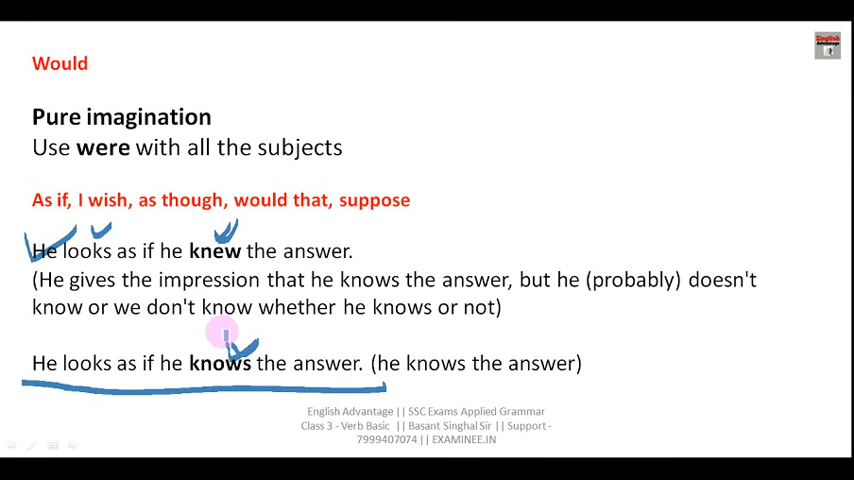 English
Advantage
Would
Pure imagination
Use were with all the subjects
As if, I wish, as though, would that, suppose
He looks as if he knew the answer.
(He gives the impression that he knows the answer, but he (probably) doesn't
know or we don't know whether he knows or not)
He looks as if he knows the answer. (he knows the answer)
English Advantage || SSC Exams Applied Grammar
Class 3 - Verb Basic || Basant Singhal Sir || Support -
7999407074 || EXAMINEE.IN